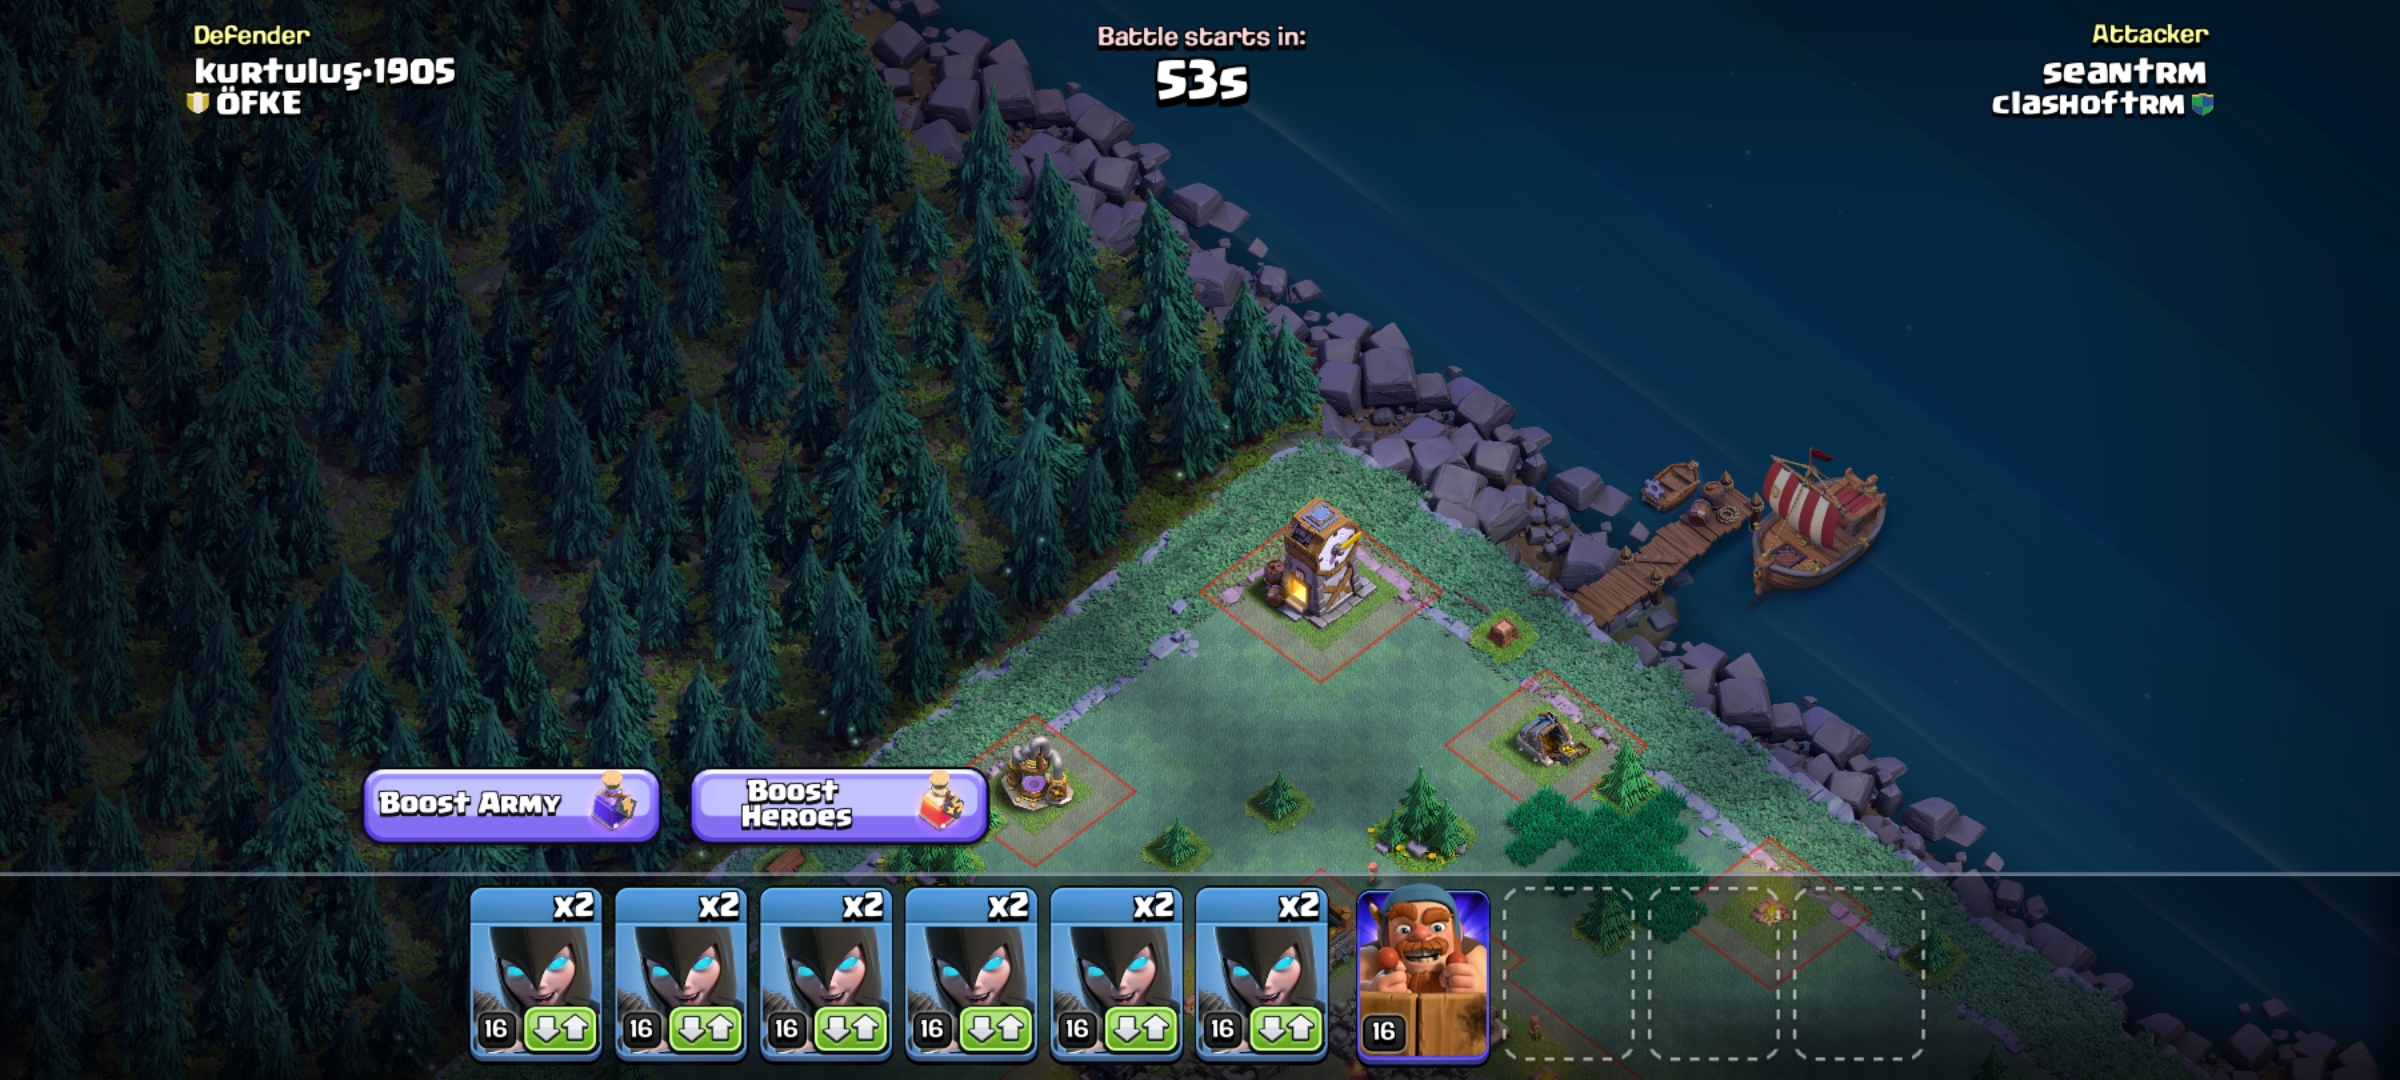 Defender
kurtuluş•1905
ÖFKE
Battle starts in:
53s
Attacker
seantRM
clashoftRM
Boost Army
Boost
Heroes
x2
x2
x2
x2
x2
x2
16
16
16
16
16
16
16